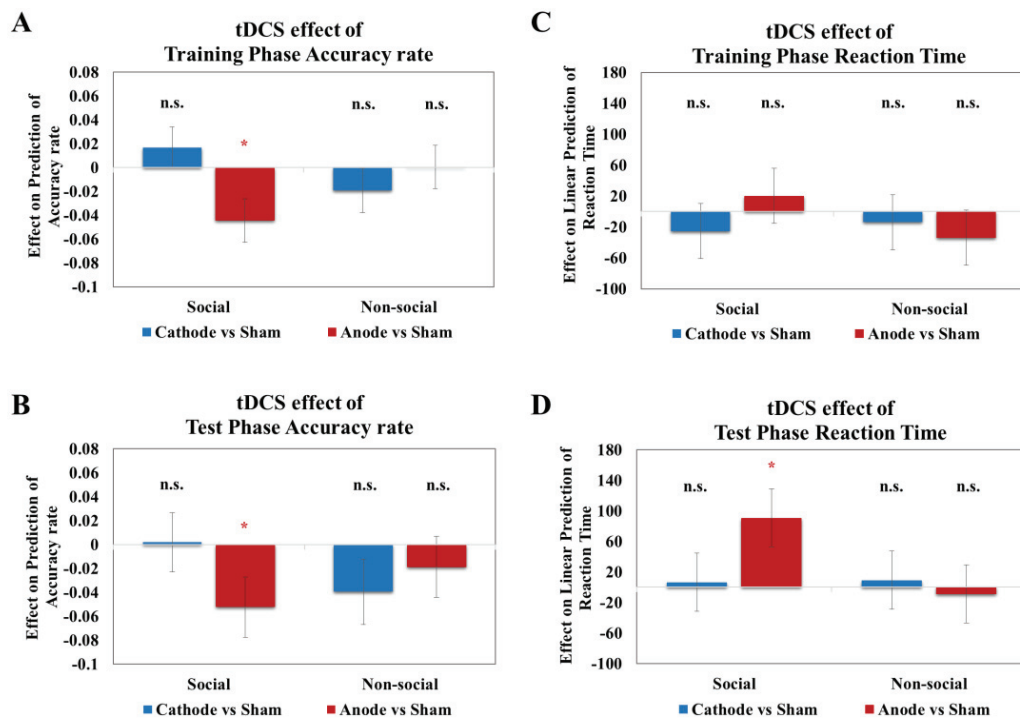 A
tDCS effect of
Training Phase Accuracy rate
Effect on Prediction of
Accuracy rate
0.08
0.06
0.04
0.02
0
-0.02
-0.04
-0.06
-0.08
-0.1
n.s.
*
n.s.
n.s.
Social
Non-social
Cathode vs Sham
Anode vs Sham
C
tDCS effect of
Training Phase Reaction Time
Effect on Linear Prediction of
Reaction Time
180
140
100
60
20
-20
-60
-100
n.s.
n.s.
n.s.
n.s.
Social
Non-social
Cathode vs Sham
Anode vs Sham
B
tDCS effect of
Test Phase Accuracy rate
Effect on Prediction of
Accuracy rate
0.08
0.06
0.04
0.02
0
-0.02
-0.04
-0.06
-0.08
-0.1
n.s.
*
n.s.
n.s.
Social
Non-social
Cathode vs Sham
Anode vs Sham
D
tDCS effect of
Test Phase Reaction Time
Effect on Linear Prediction of
Reaction Time
180
140
100
60
20
-20
-60
-100
n.s.
*
n.s.
n.s.
Social
Non-social
Cathode vs Sham
Anode vs Sham